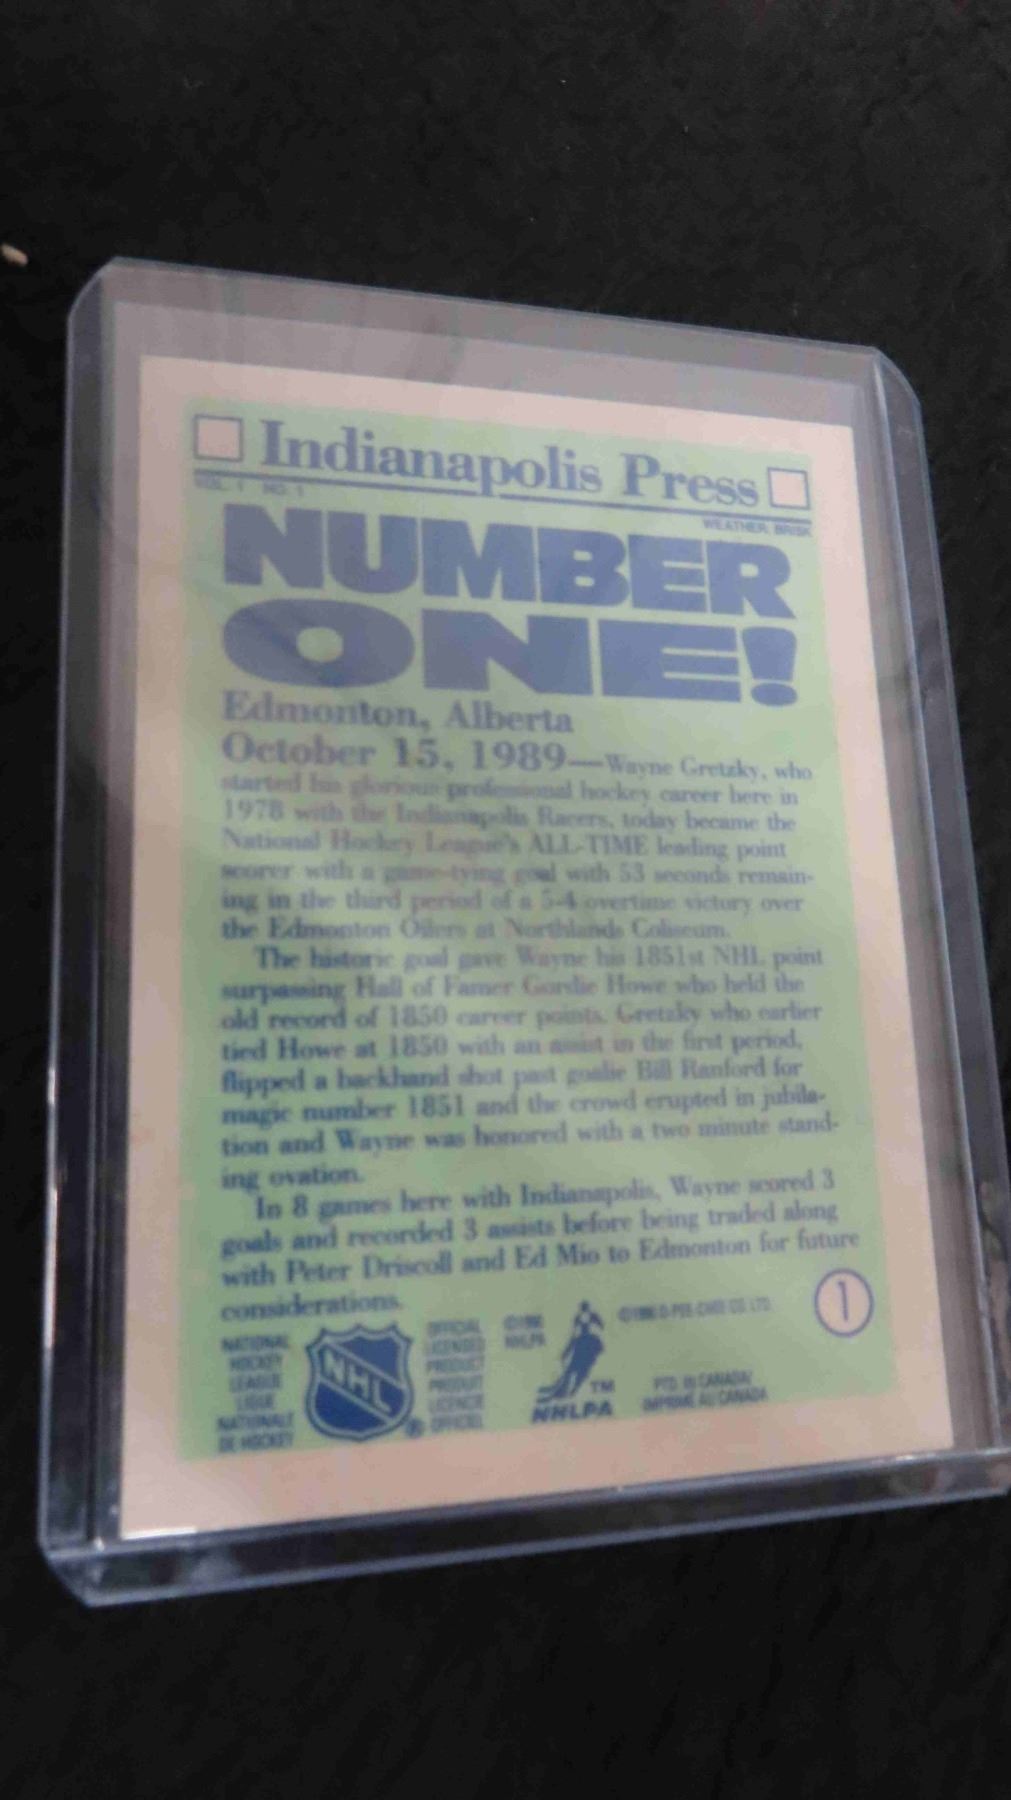 Indianapolis Press
VOL. 1 NO. 1
WEATHER: BRISK
NUMBER
ONE!
Edmonton, Alberta
October 15, 1989—Wayne Gretzky, who
started his glorious professional hockey career here in
1978 with the Indianapolis Racers, today became the
National Hockey League's ALL-TIME leading point
scorer with a game-tying goal with 53 seconds remain-
ing in the third period of a 5-4 overtime victory over
the Edmonton Oilers at Northlands Coliseum.
The historic goal gave Wayne his 1851st NHL point
surpassing Hall of Famer Gordie Howe who held the
old record of 1850 career points. Gretzky who earlier
tied Howe at 1850 with an assist in the first period,
flipped a backhand shot past goalie Bill Ranford for
magic number 1851 and the crowd erupted in jubila-
tion and Wayne was honored with a two minute stand-
ing ovation.
In 8 games here with Indianapolis, Wayne scored 3
goals and recorded 3 assists before being traded along
with Peter Driscoll and Ed Mio to Edmonton for future
considerations.
1
NATIONAL
HOCKEY
LEAGUE
LIGUE
NATIONALE
DE HOCKEY
NHL
®
OFFICIAL
LICENSED
PRODUCT
PRODUIT
LICENCIE
OFFICIEL
©1990
NHLPA
TM
NHLPA
©1990 O-PEE-CHEE CO. LTD.
PTD. IN CANADA/
IMPRIMÉ AU CANADA